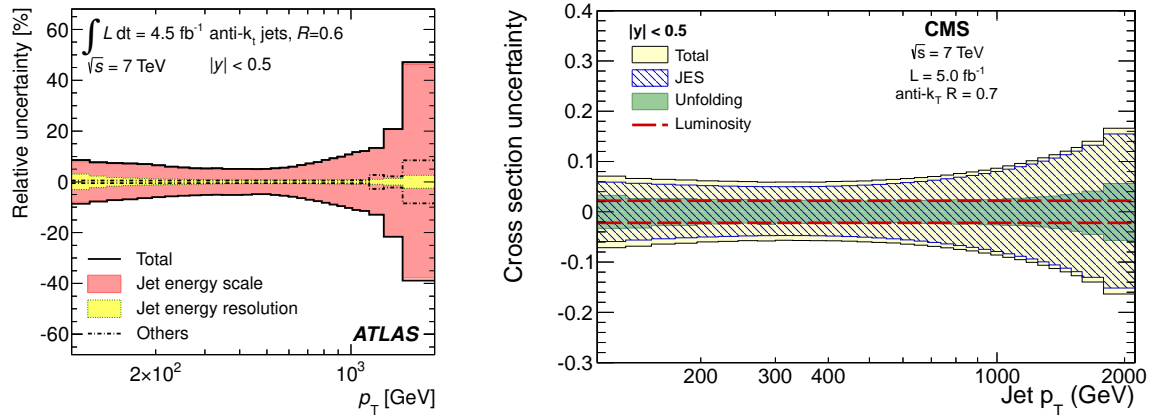 Relative uncertainty [%]
60
40
20
0
-20
-40
-60
∫ L dt = 4.5 fb⁻¹ anti-kₜ jets, R=0.6
√s = 7 TeV |y| < 0.5
Total
Jet energy scale
Jet energy resolution
Others
ATLAS
2×10² 10³
p_T [GeV]
Cross section uncertainty
0.4
0.3
0.2
0.1
0
-0.1
-0.2
-0.3
|y| < 0.5
Total
JES
Unfolding
Luminosity
CMS
√s = 7 TeV
L = 5.0 fb⁻¹
anti-k_T R = 0.7
200 300 400 1000 2000
Jet p_T (GeV)